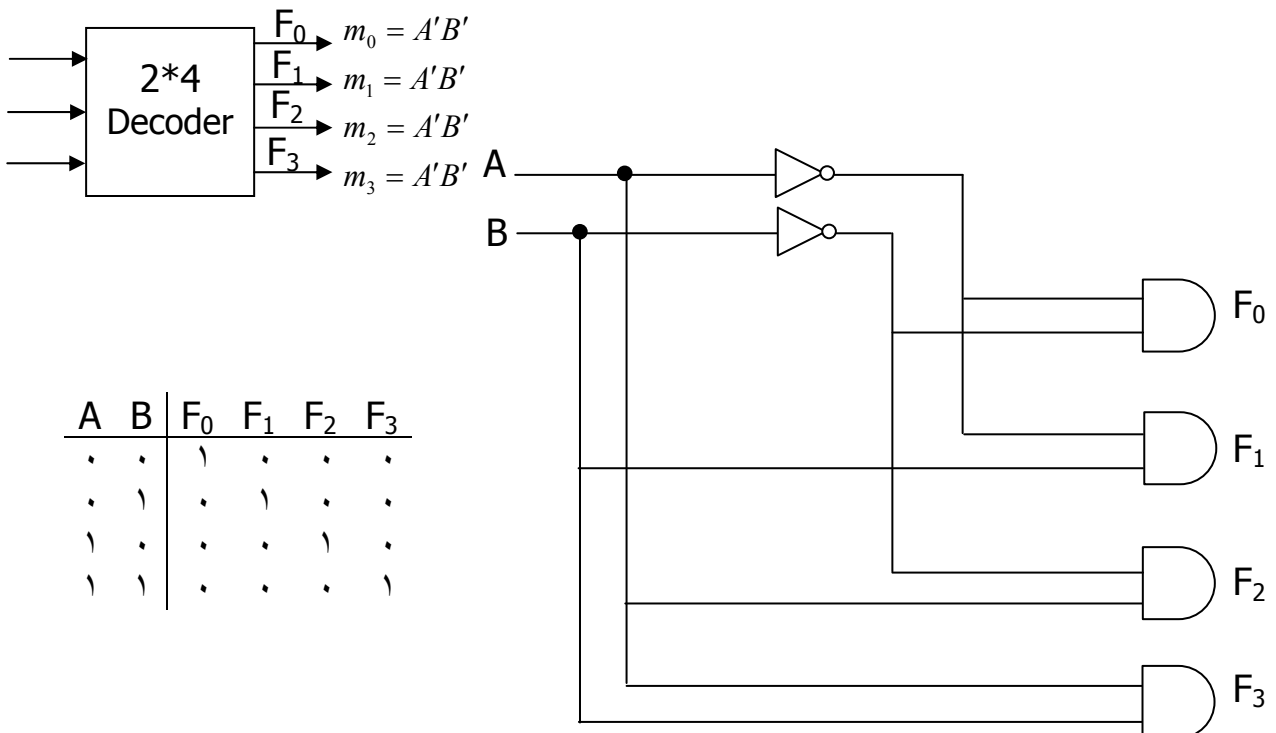 F₀ m₀ = A′B′
2*4
F₁ m₁ = A′B′
Decoder
F₂ m₂ = A′B′
F₃ m₃ = A′B′
A
B
F₀
F₁
F₂
F₃
A B F₀ F₁ F₂ F₃
٠ ٠ ١ ٠ ٠ ٠
٠ ١ ٠ ١ ٠ ٠
١ ٠ ٠ ٠ ١ ٠
١ ١ ٠ ٠ ٠ ١